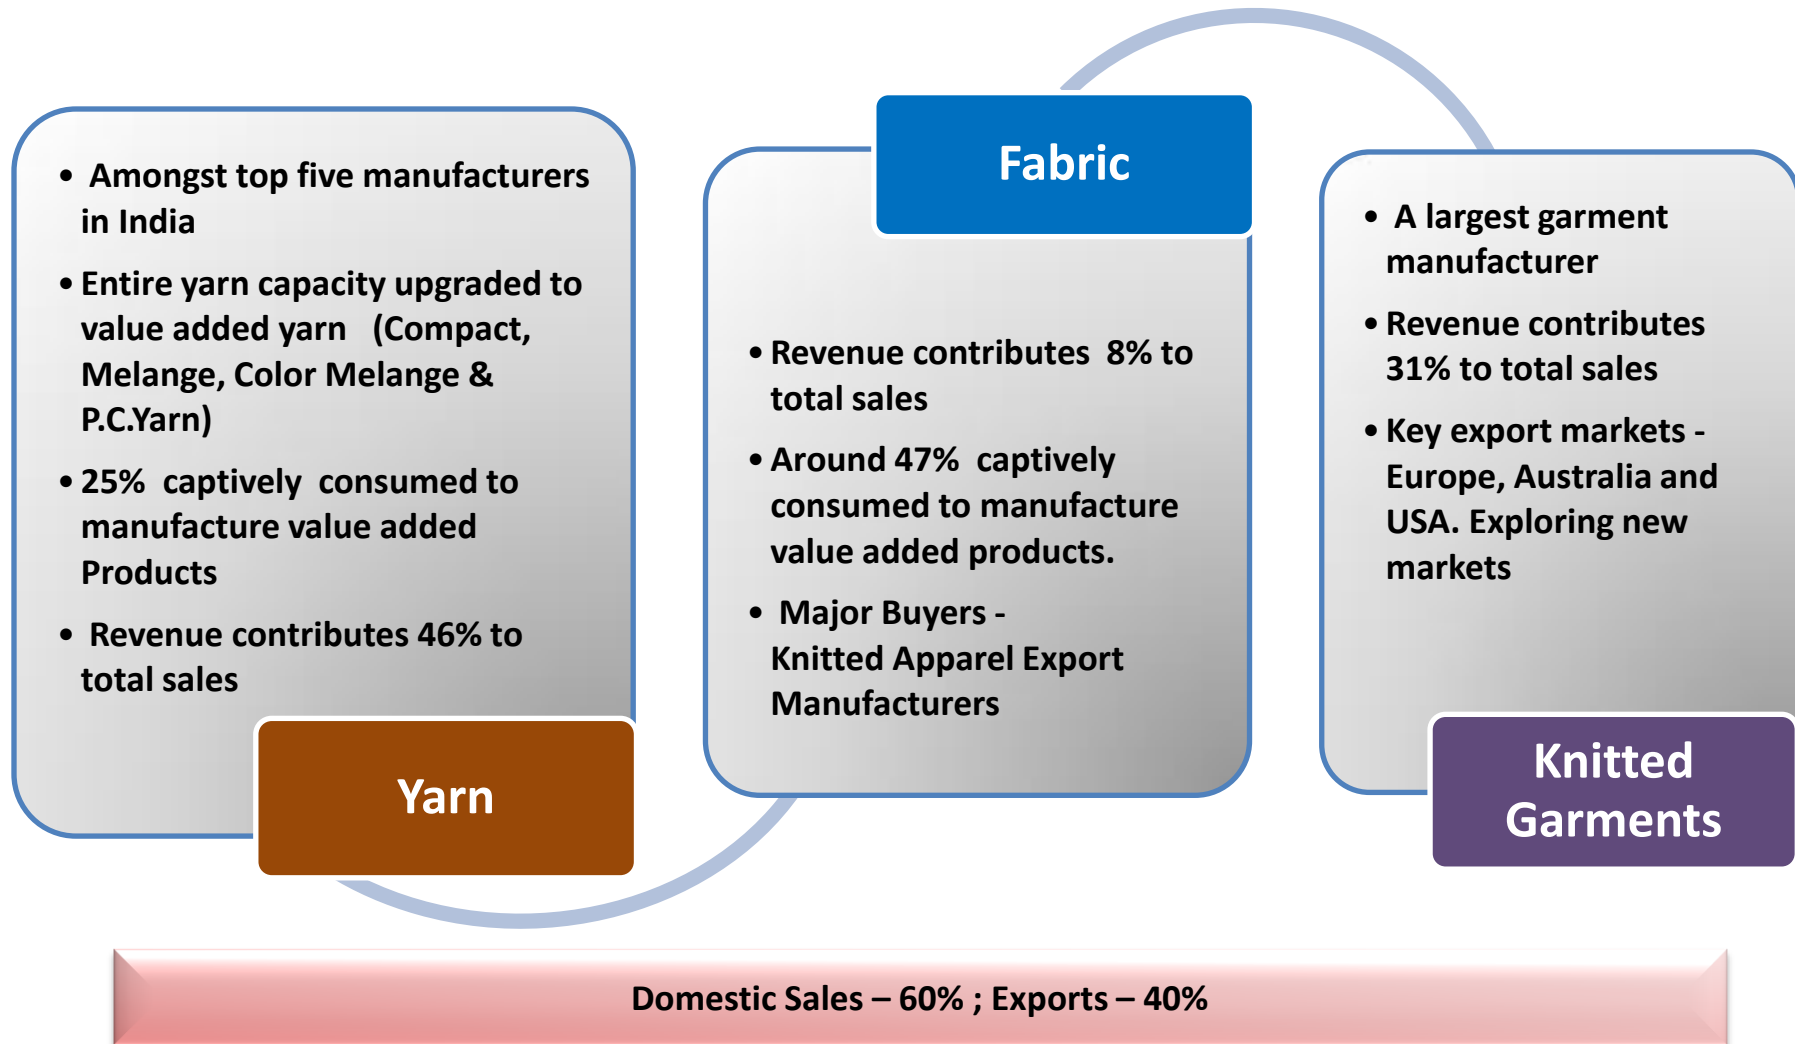 • Amongst top five manufacturers
in India
• Entire yarn capacity upgraded to
value added yarn (Compact,
Melange, Color Melange &
P.C.Yarn)
• 25% captively consumed to
manufacture value added
Products
• Revenue contributes 46% to
total sales
Yarn
Fabric
• Revenue contributes 8% to
total sales
• Around 47% captively
consumed to manufacture
value added products.
• Major Buyers -
Knitted Apparel Export
Manufacturers
• A largest garment
manufacturer
• Revenue contributes
31% to total sales
• Key export markets -
Europe, Australia and
USA. Exploring new
markets
Knitted
Garments
Domestic Sales – 60% ; Exports – 40%